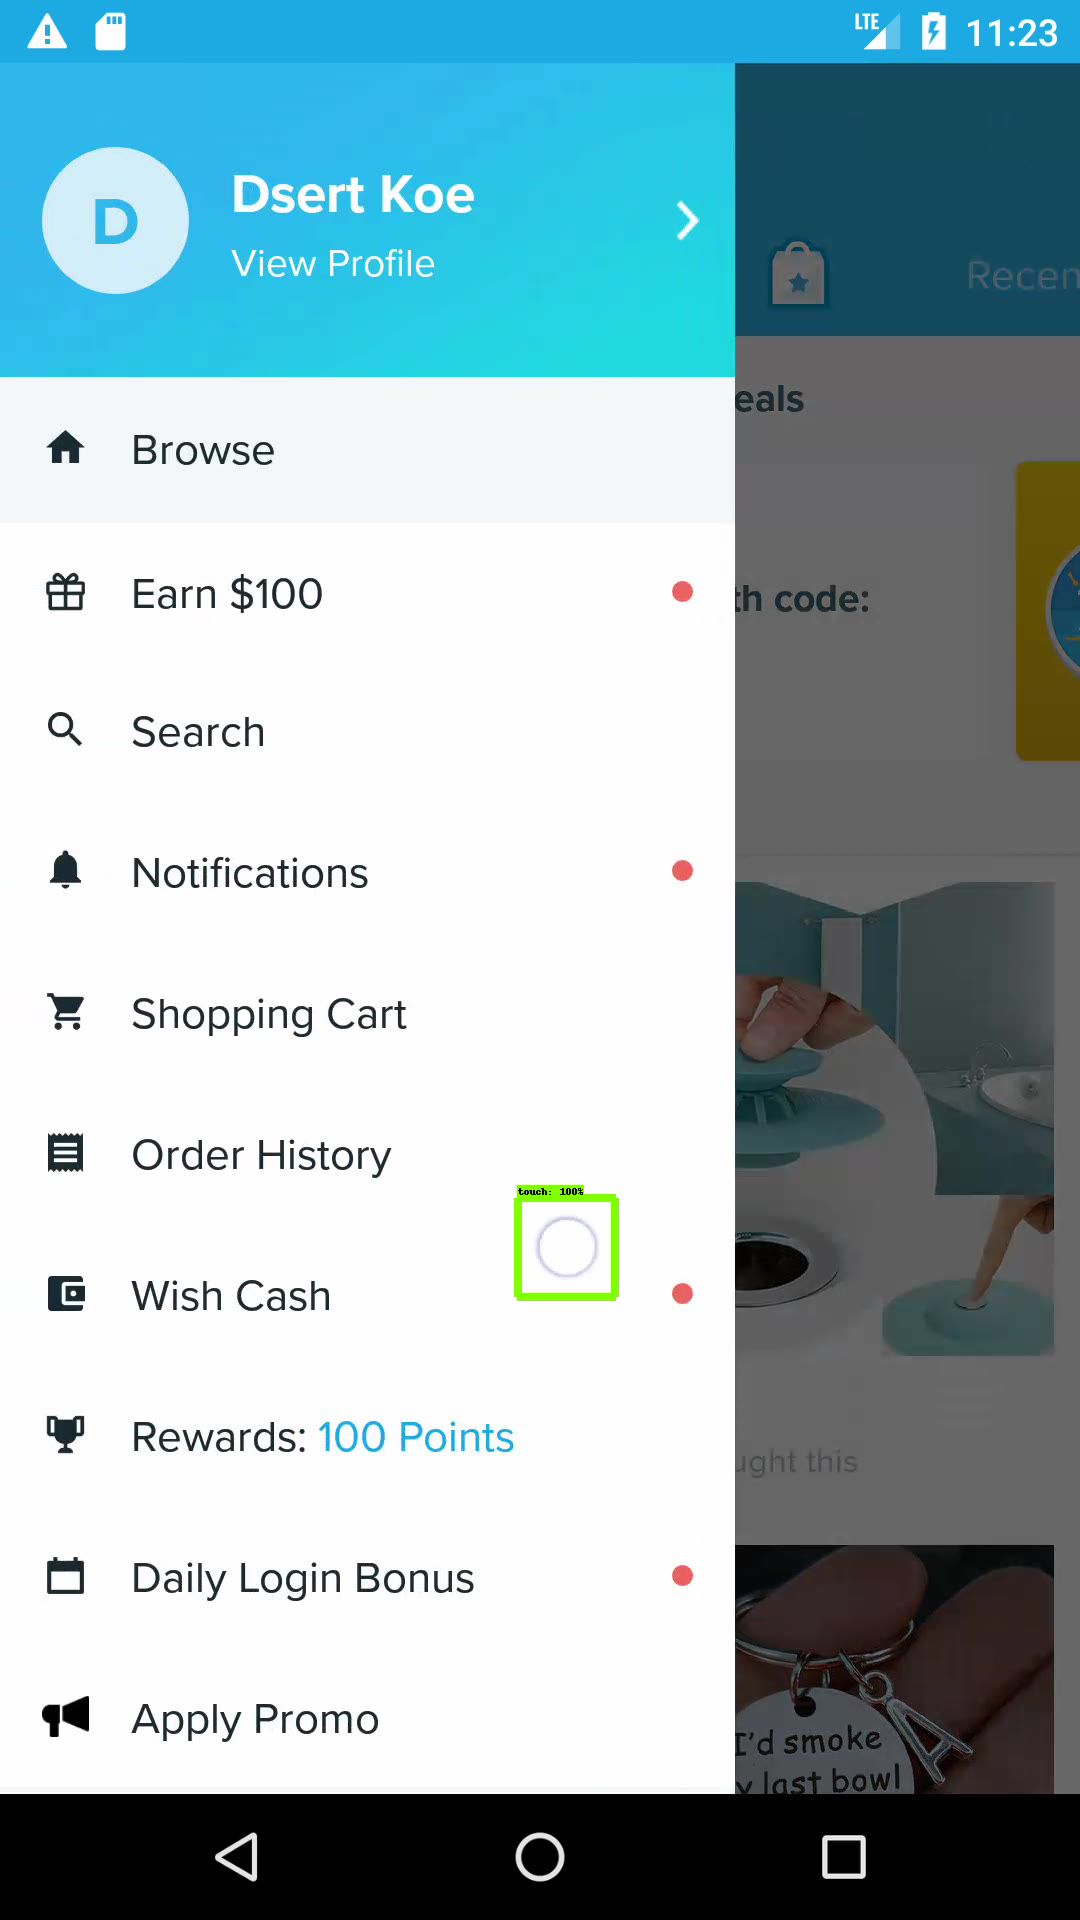 LTE 11:23
D
Dsert Koe
View Profile
Recen
eals
Browse
Earn $100
th code:
Search
Notifications
Shopping Cart
Order History
touch: 100%
Wish Cash
Rewards: 100 Points
ught this
Daily Login Bonus
Apply Promo
I'd smoke
y last bowl
A